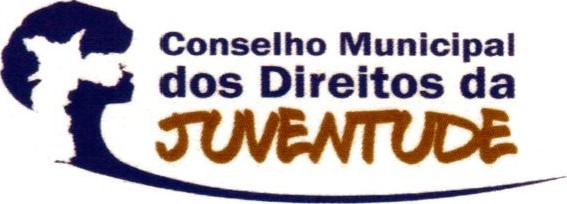 Conselho Municipal
dos Direitos da
JUVENTUDE